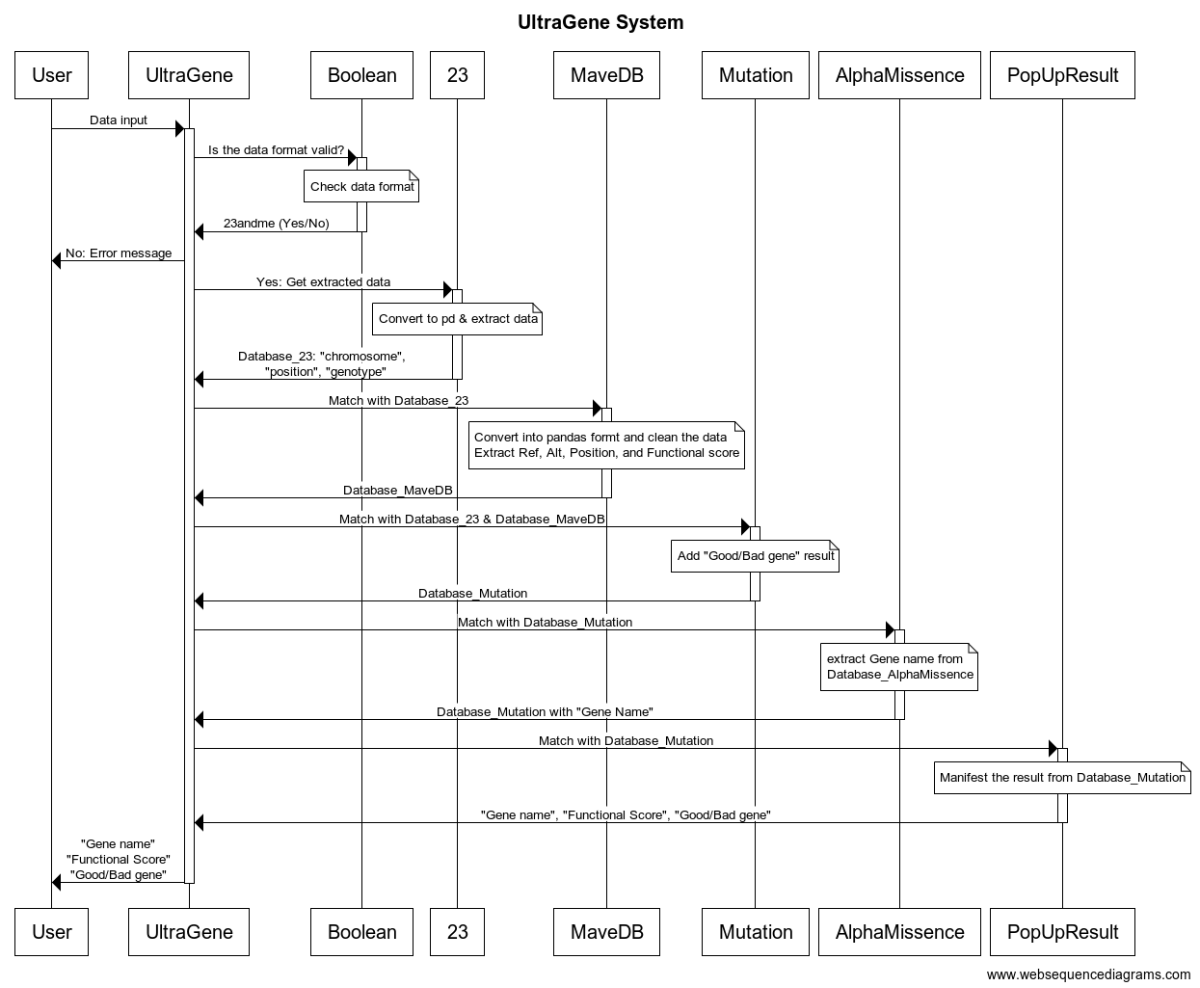 UltraGene System
User
UltraGene
Boolean
23
MaveDB
Mutation
AlphaMissence
PopUpResult
Data input
Is the data format valid?
Check data format
23andme (Yes/No)
No: Error message
Yes: Get extracted data
Convert to pd & extract data
Database_23: "chromosome",
"position", "genotype"
Match with Database_23
Convert into pandas formt and clean the data
Extract Ref, Alt, Position, and Functional score
Database_MaveDB
Match with Database_23 & Database_MaveDB
Add "Good/Bad gene" result
Database_Mutation
Match with Database_Mutation
extract Gene name from
Database_AlphaMissence
Database_Mutation with "Gene Name"
Match with Database_Mutation
Manifest the result from Database_Mutation
"Gene name", "Functional Score", "Good/Bad gene"
"Gene name"
"Functional Score"
"Good/Bad gene"
User
UltraGene
Boolean
23
MaveDB
Mutation
AlphaMissence
PopUpResult
www.websequencediagrams.com